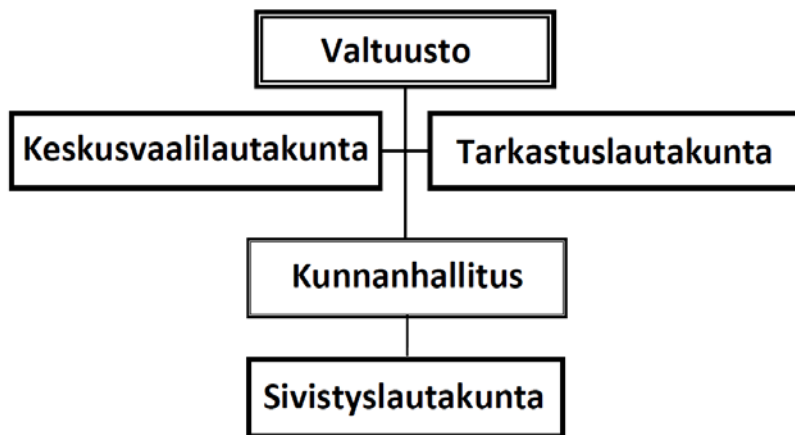 Valtuusto
Keskusvaalilautakunta
Tarkastuslautakunta
Kunnanhallitus
Sivistyslautakunta